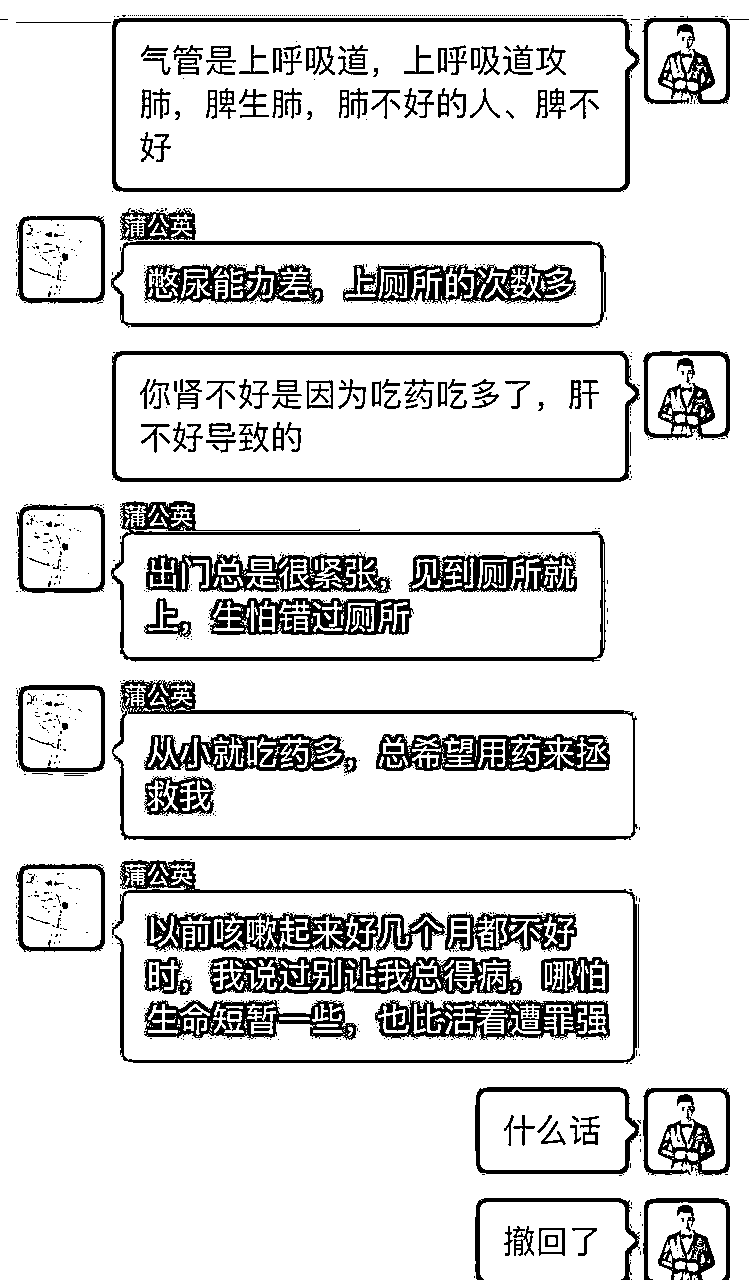 气管是上呼吸道，上呼吸道攻
肺，脾生肺，肺不好的人、脾不
好
蒲公英
憋尿能力差，上厕所的次数多
你肾不好是因为吃药吃多了，肝
不好导致的
蒲公英
出门总是很紧张，见到厕所就
上，生怕错过厕所
蒲公英
从小就吃药多，总希望用药来拯
救我
蒲公英
以前咳嗽起来好几个月都不好
时，我说过别让我总得病，哪怕
生命短暂一些，也比活着遭罪强
什么话
撤回了